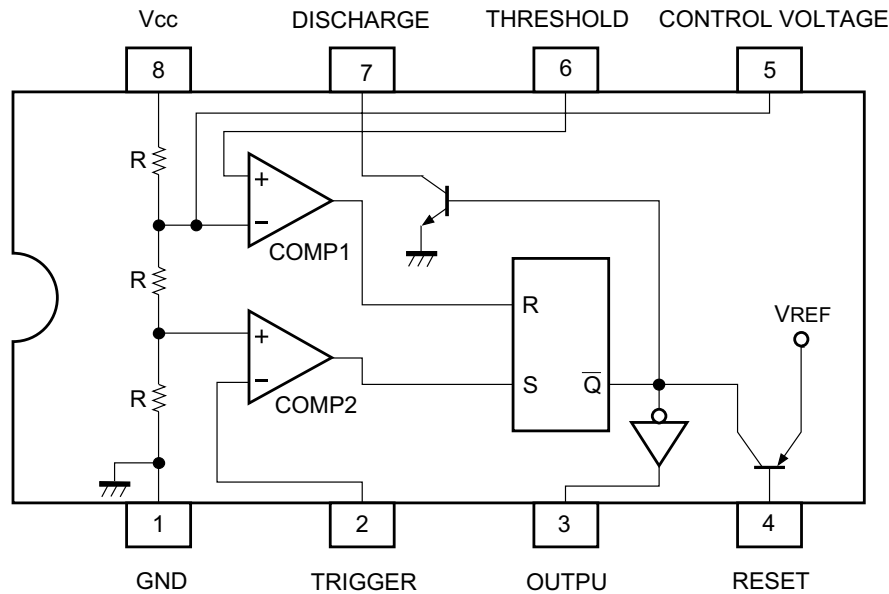 Vcc DISCHARGE THRESHOLD CONTROL VOLTAGE
8 7 6 5
R
+
−
COMP1
R
R
VREF
+
S Q̅
−
R
COMP2
1 2 3 4
GND TRIGGER OUTPU RESET